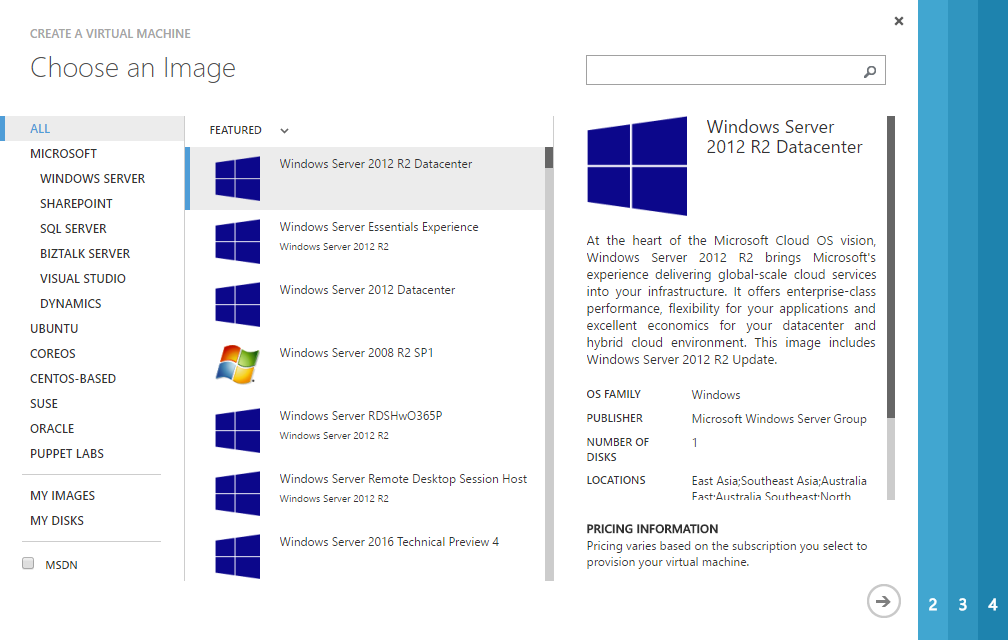 CREATE A VIRTUAL MACHINE
Choose an Image
ALL
MICROSOFT
WINDOWS SERVER
SHAREPOINT
SQL SERVER
BIZTALK SERVER
VISUAL STUDIO
DYNAMICS
UBUNTU
COREOS
CENTOS-BASED
SUSE
ORACLE
PUPPET LABS
MY IMAGES
MY DISKS
MSDN
FEATURED
Windows Server 2012 R2 Datacenter
Windows Server Essentials Experience
Windows Server 2012 R2
Windows Server 2012 Datacenter
Windows Server 2008 R2 SP1
Windows Server RDSHwO365P
Windows Server 2012 R2
Windows Server Remote Desktop Session Host
Windows Server 2012 R2
Windows Server 2016 Technical Preview 4
Windows Server
2012 R2 Datacenter
At the heart of the Microsoft Cloud OS vision,
Windows Server 2012 R2 brings Microsoft's
experience delivering global-scale cloud services
into your infrastructure. It offers enterprise-class
performance, flexibility for your applications and
excellent economics for your datacenter and
hybrid cloud environment. This image includes
Windows Server 2012 R2 Update.
OS FAMILY Windows
PUBLISHER Microsoft Windows Server Group
NUMBER OF 1
DISKS
LOCATIONS East Asia;Southeast Asia;Australia
East;Australia Southeast;North
PRICING INFORMATION
Pricing varies based on the subscription you select to
provision your virtual machine.
2 3 4